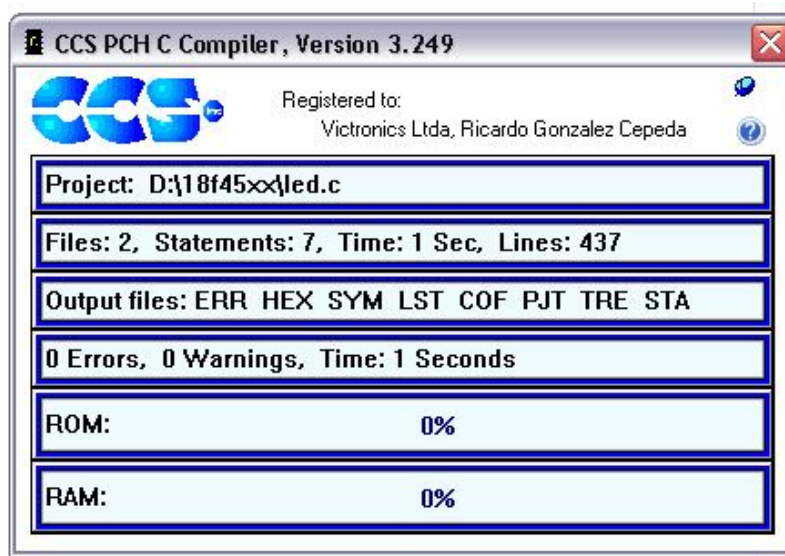 CCS PCH C Compiler, Version 3.249
CCS inc
Registered to:
Victronics Ltda, Ricardo Gonzalez Cepeda
Project: D:\18f45xx\led.c
Files: 2, Statements: 7, Time: 1 Sec, Lines: 437
Output files: ERR HEX SYM LST COF PJT TRE STA
0 Errors, 0 Warnings, Time: 1 Seconds
ROM: 0%
RAM: 0%